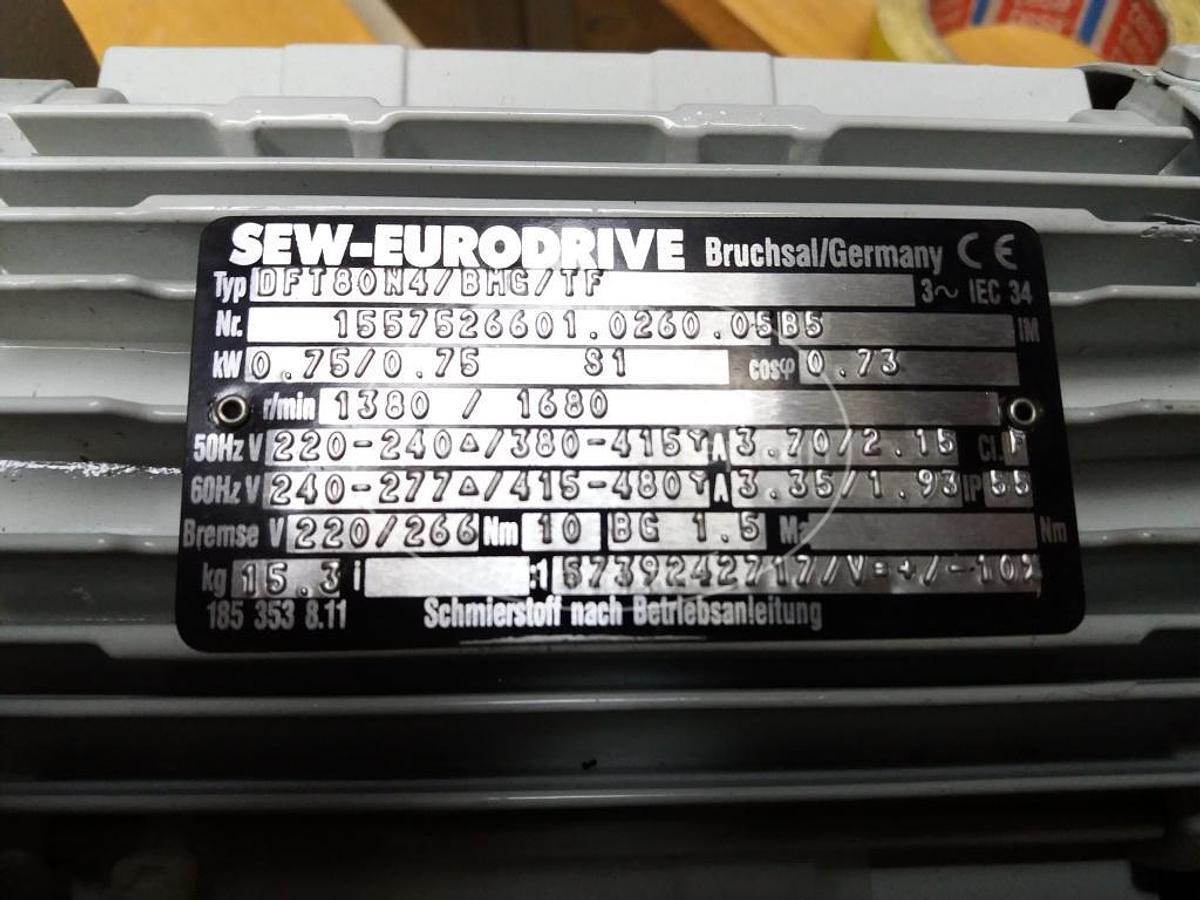 SEW-EURODRIVE Bruchsal/Germany CE
Typ DFT80N4/BMG/TF 3~ IEC 34
Nr. 1557526601.0260.05 B5 IM
kW 0.75/0.75 S1 cosφ 0.73
r/min 1380 / 1680
50Hz V 220-240△/380-415Y A 3.70/2.15 Cl. F
60Hz V 240-277△/415-480Y A 3.35/1.93 IP 55
Bremse V 220/266 Nm 10 BG 1.5 Ma Nm
kg 15.3 i :1 5739242717/V=+/-10%
185 353 8.11 Schmierstoff nach Betriebsanleitung